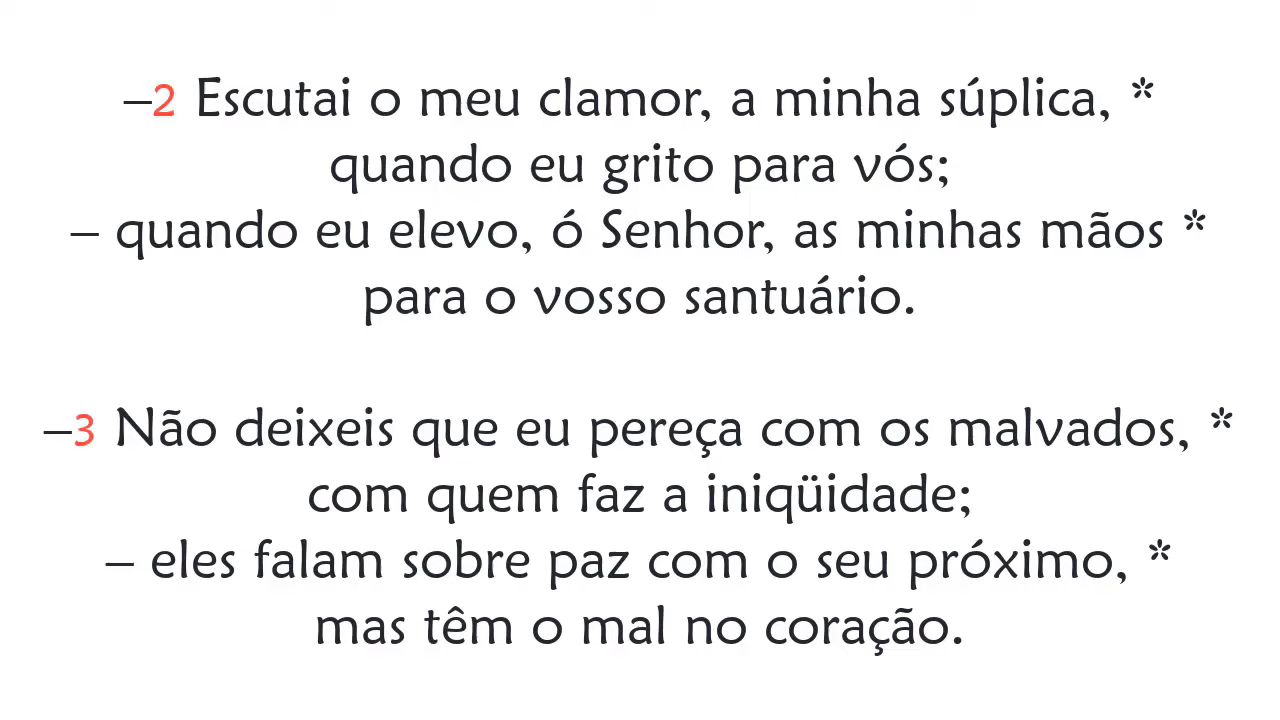 –2 Escutai o meu clamor, a minha súplica, *
quando eu grito para vós;
– quando eu elevo, ó Senhor, as minhas mãos *
para o vosso santuário.
–3 Não deixeis que eu pereça com os malvados, *
com quem faz a iniqüidade;
– eles falam sobre paz com o seu próximo, *
mas têm o mal no coração.